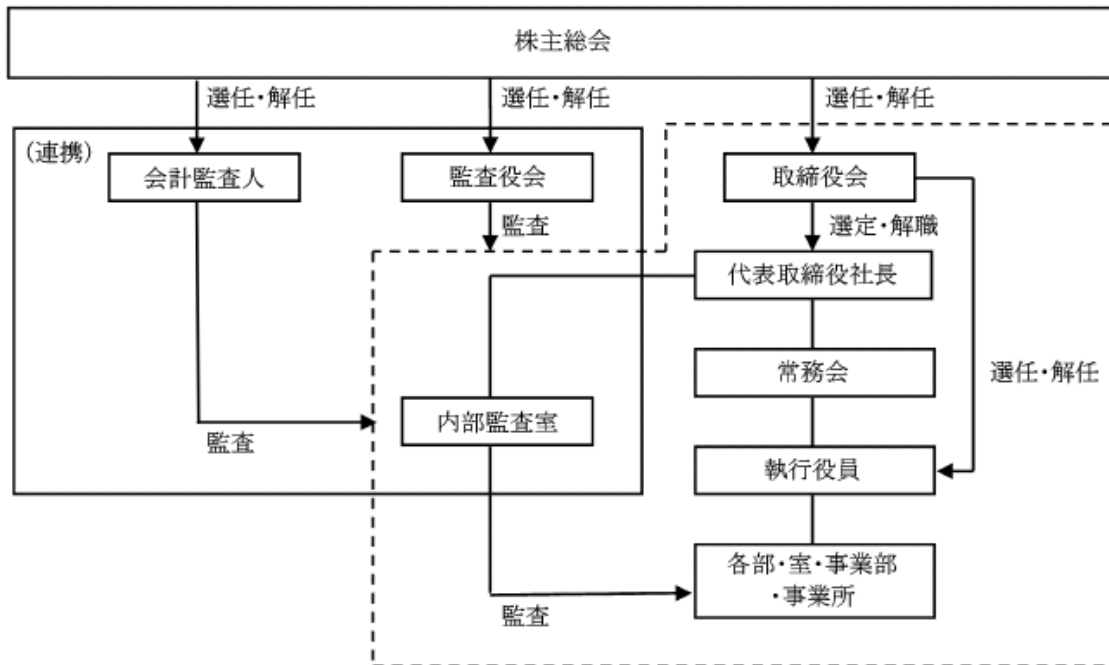 株主総会
選任・解任
選任・解任
選任・解任
(連携)
会計監査人
監査役会
取締役会
監査
選定・解職
代表取締役社長
常務会
選任・解任
内部監査室
監査
執行役員
各部・室・事業部
・事業所
監査